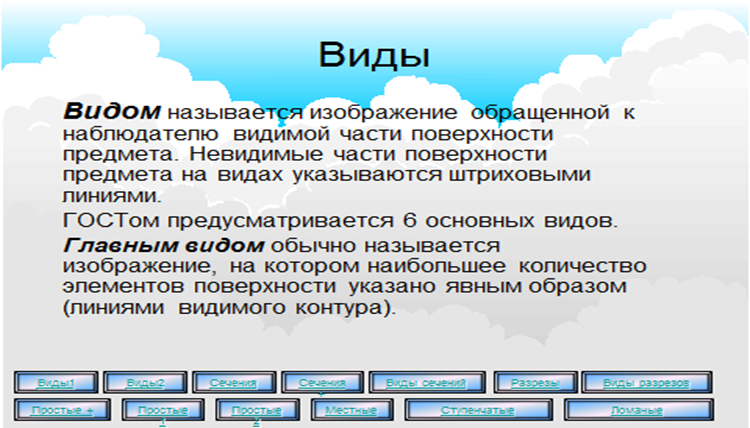 Виды
Видом называется изображение обращенной к
наблюдателю видимой части поверхности
предмета. Невидимые части поверхности
предмета на видах указываются штриховыми
линиями.
ГОСТом предусматривается 6 основных видов.
Главным видом обычно называется
изображение, на котором наибольшее количество
элементов поверхности указано явным образом
(линиями видимого контура).
Виды1 Виды2 Сечения Сечения Виды сечений Разрезы Виды разрезов
Простые + Простые 1 Простые 2 Местные Ступенчатые Ломаные